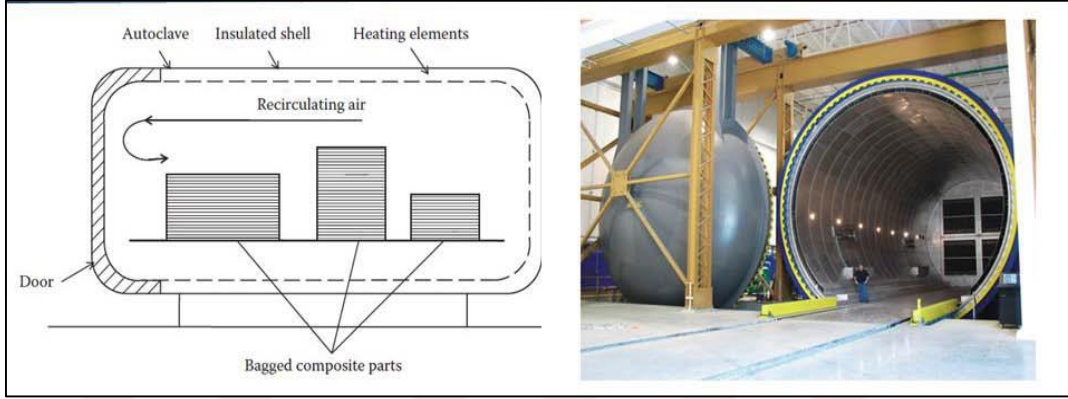 Autoclave
Insulated shell
Heating elements
Recirculating air
Door
Bagged composite parts